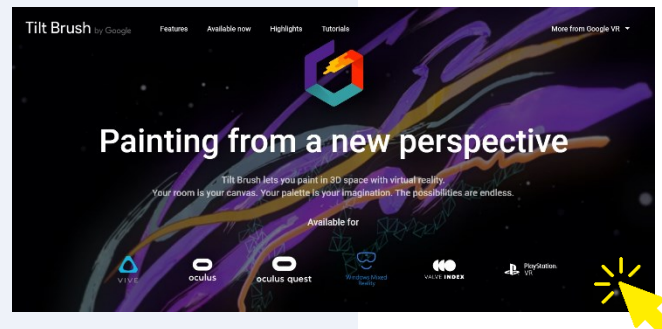 Tilt Brush by Google Features Available now Highlights Tutorials More from Google VR
Painting from a new perspective
Tilt Brush lets you paint in 3D space with virtual reality.
Your room is your canvas. Your palette is your imagination. The possibilities are endless.
Available for
VIVE
oculus
oculus quest
Windows Mixed
Reality
VALVE INDEX
PlayStation
VR